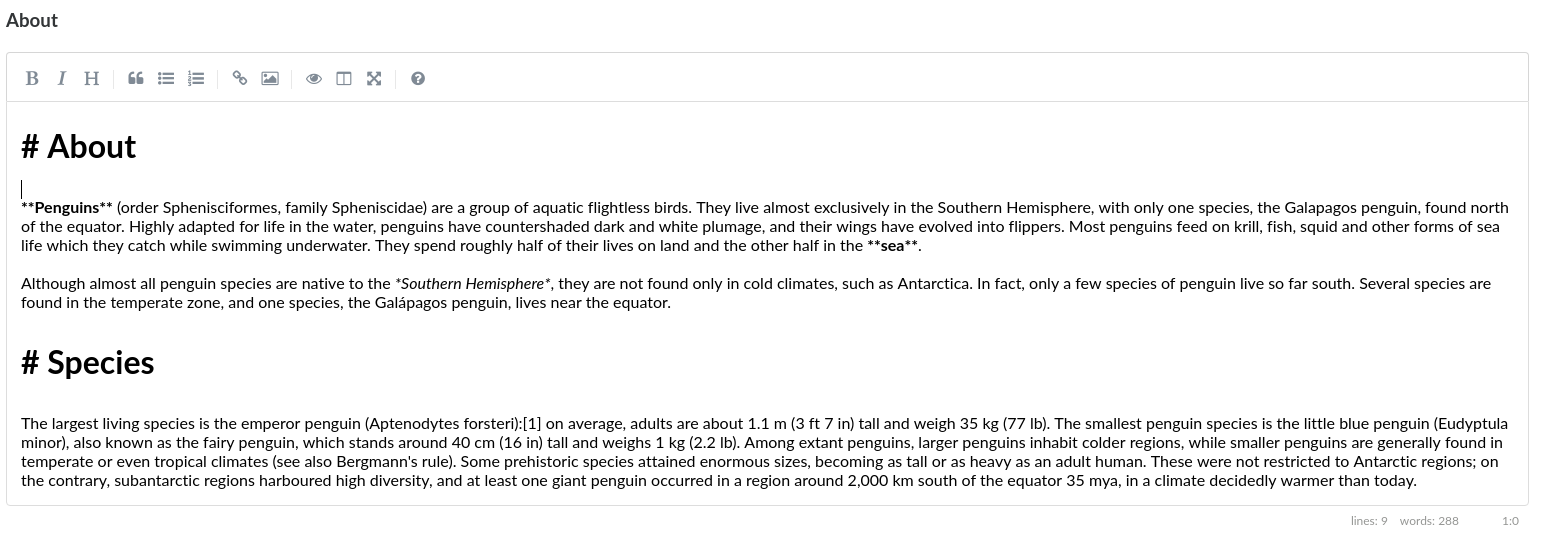 About
B I H
# About
**Penguins** (order Sphenisciformes, family Spheniscidae) are a group of aquatic flightless birds. They live almost exclusively in the Southern Hemisphere, with only one species, the Galapagos penguin, found north
of the equator. Highly adapted for life in the water, penguins have countershaded dark and white plumage, and their wings have evolved into flippers. Most penguins feed on krill, fish, squid and other forms of sea
life which they catch while swimming underwater. They spend roughly half of their lives on land and the other half in the **sea**.
Although almost all penguin species are native to the *Southern Hemisphere*, they are not found only in cold climates, such as Antarctica. In fact, only a few species of penguin live so far south. Several species are
found in the temperate zone, and one species, the Galápagos penguin, lives near the equator.
# Species
The largest living species is the emperor penguin (Aptenodytes forsteri):[1] on average, adults are about 1.1 m (3 ft 7 in) tall and weigh 35 kg (77 lb). The smallest penguin species is the little blue penguin (Eudyptula
minor), also known as the fairy penguin, which stands around 40 cm (16 in) tall and weighs 1 kg (2.2 lb). Among extant penguins, larger penguins inhabit colder regions, while smaller penguins are generally found in
temperate or even tropical climates (see also Bergmann's rule). Some prehistoric species attained enormous sizes, becoming as tall or as heavy as an adult human. These were not restricted to Antarctic regions; on
the contrary, subantarctic regions harboured high diversity, and at least one giant penguin occurred in a region around 2,000 km south of the equator 35 mya, in a climate decidedly warmer than today.
lines: 9 words: 288 1:0